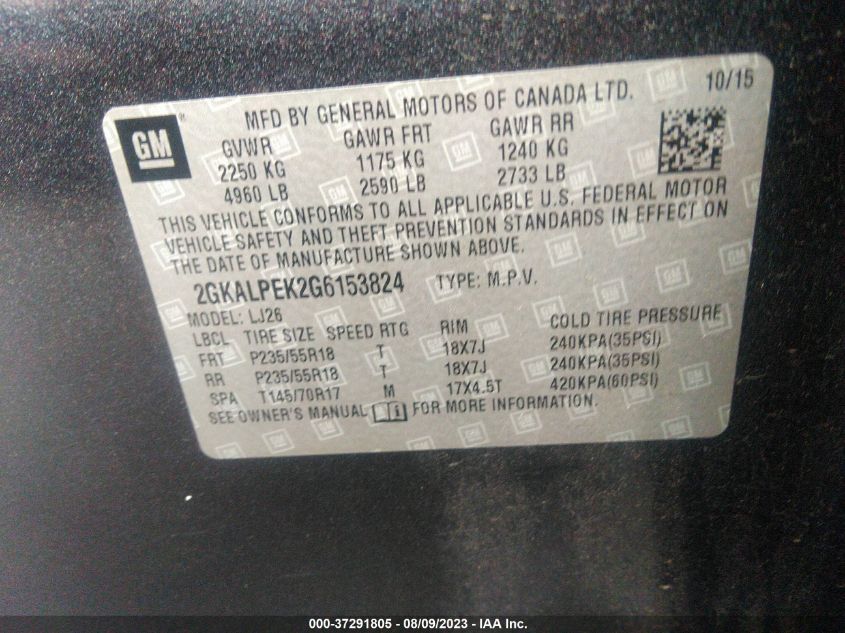 10/15
MFD BY GENERAL MOTORS OF CANADA LTD.
GM ®
GVWR GAWR FRT GAWR RR
2250 KG 1175 KG 1240 KG
4960 LB 2590 LB 2733 LB
THIS VEHICLE CONFORMS TO ALL APPLICABLE U.S. FEDERAL MOTOR
VEHICLE SAFETY AND THEFT PREVENTION STANDARDS IN EFFECT ON
THE DATE OF MANUFACTURE SHOWN ABOVE.
2GKALPEK2G6153824 TYPE: M.P.V.
MODEL: LJ26
LBCL TIRE SIZE SPEED RTG RIM COLD TIRE PRESSURE
FRT P235/55R18 T 18X7J 240KPA(35PSI)
RR P235/55R18 T 18X7J 240KPA(35PSI)
SPA T145/70R17 M 17X4.5T 420KPA(60PSI)
SEE OWNER'S MANUAL i FOR MORE INFORMATION.
000-37291805 - 08/09/2023 - IAA Inc.